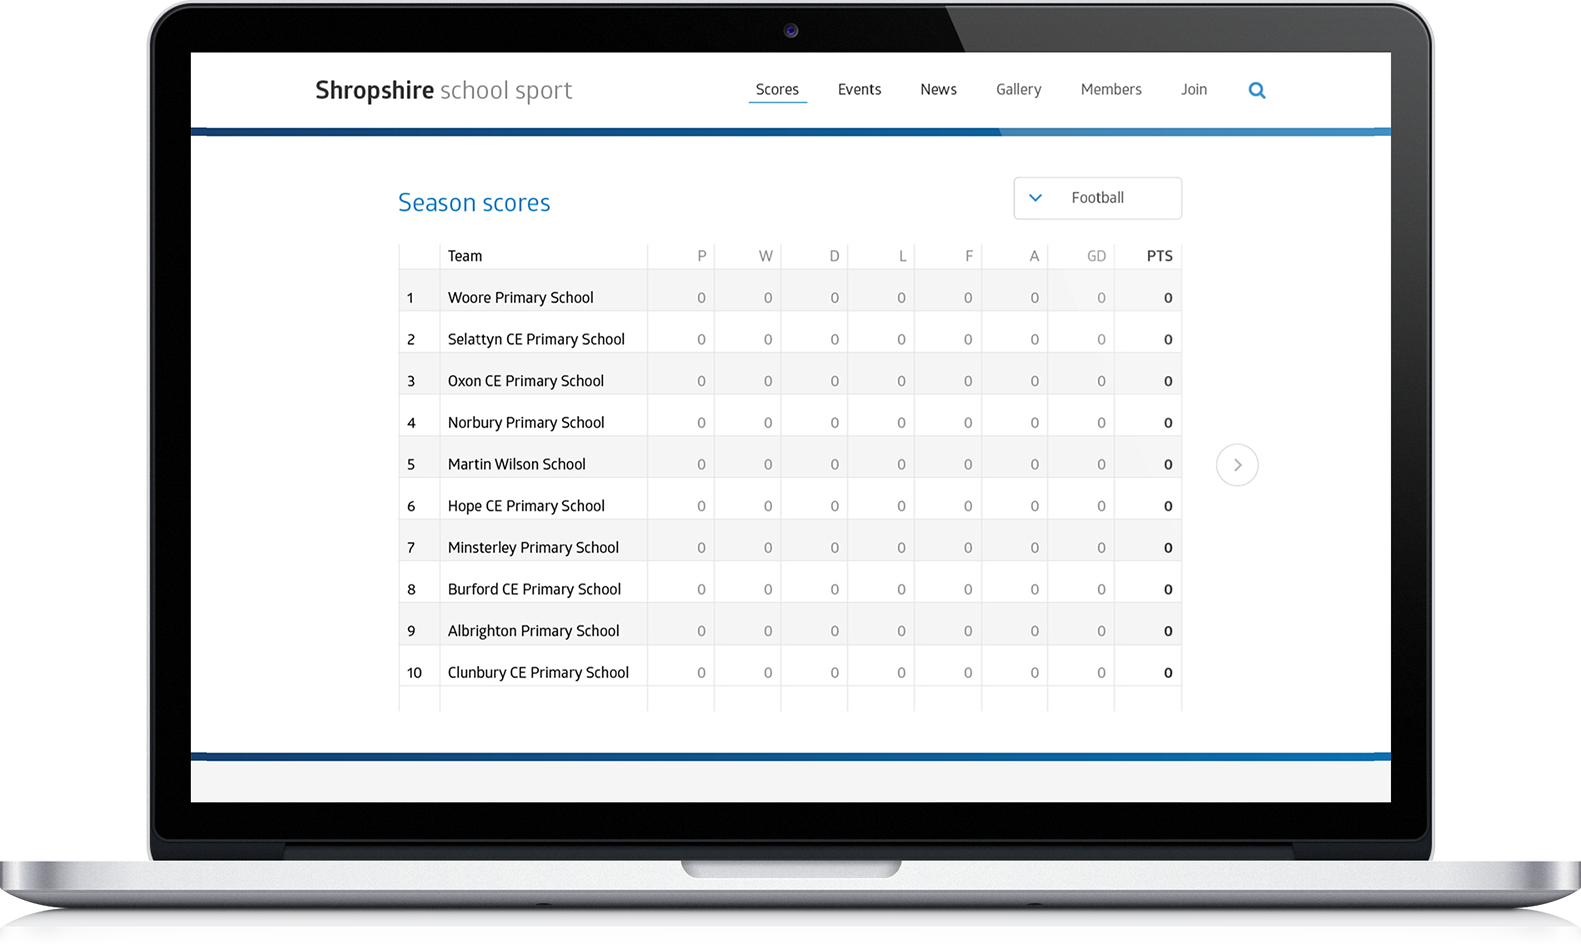 Shropshire school sport Scores Events News Gallery Members Join
Season scores Football
Team P W D L F A GD PTS
1 Woore Primary School 0 0 0 0 0 0 0 0
2 Selattyn CE Primary School 0 0 0 0 0 0 0 0
3 Oxon CE Primary School 0 0 0 0 0 0 0 0
4 Norbury Primary School 0 0 0 0 0 0 0 0
5 Martin Wilson School 0 0 0 0 0 0 0 0
6 Hope CE Primary School 0 0 0 0 0 0 0 0
7 Minsterley Primary School 0 0 0 0 0 0 0 0
8 Burford CE Primary School 0 0 0 0 0 0 0 0
9 Albrighton Primary School 0 0 0 0 0 0 0 0
10 Clunbury CE Primary School 0 0 0 0 0 0 0 0